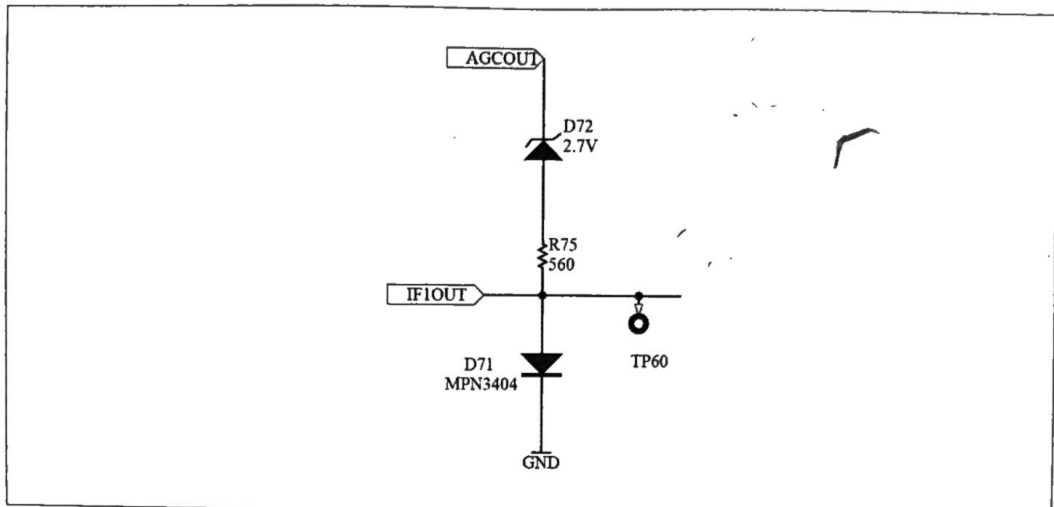 AGCOUT
D72
2.7V
R75
560
IF1OUT
D71
MPN3404
TP60
GND